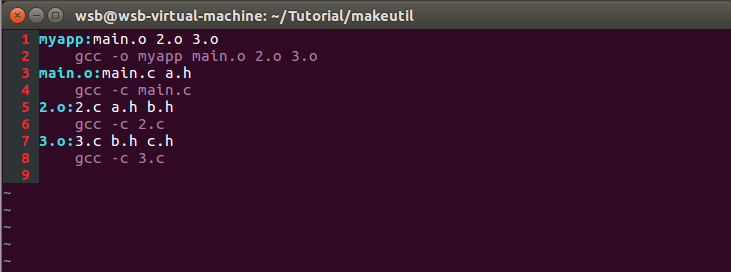 wsb@wsb-virtual-machine: ~/Tutorial/makeutil
1 myapp:main.o 2.o 3.o
2     gcc -o myapp main.o 2.o 3.o
3 main.o:main.c a.h
4     gcc -c main.c
5 2.o:2.c a.h b.h
6     gcc -c 2.c
7 3.o:3.c b.h c.h
8     gcc -c 3.c
9
~
~
~
~
~